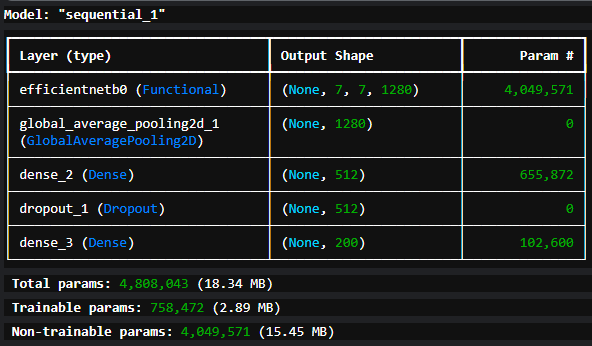 Model: "sequential_1"
Layer (type) Output Shape Param #
efficientnetb0 (Functional) (None, 7, 7, 1280) 4,049,571
global_average_pooling2d_1 (None, 1280) 0
(GlobalAveragePooling2D)
dense_2 (Dense) (None, 512) 655,872
dropout_1 (Dropout) (None, 512) 0
dense_3 (Dense) (None, 200) 102,600
Total params: 4,808,043 (18.34 MB)
Trainable params: 758,472 (2.89 MB)
Non-trainable params: 4,049,571 (15.45 MB)